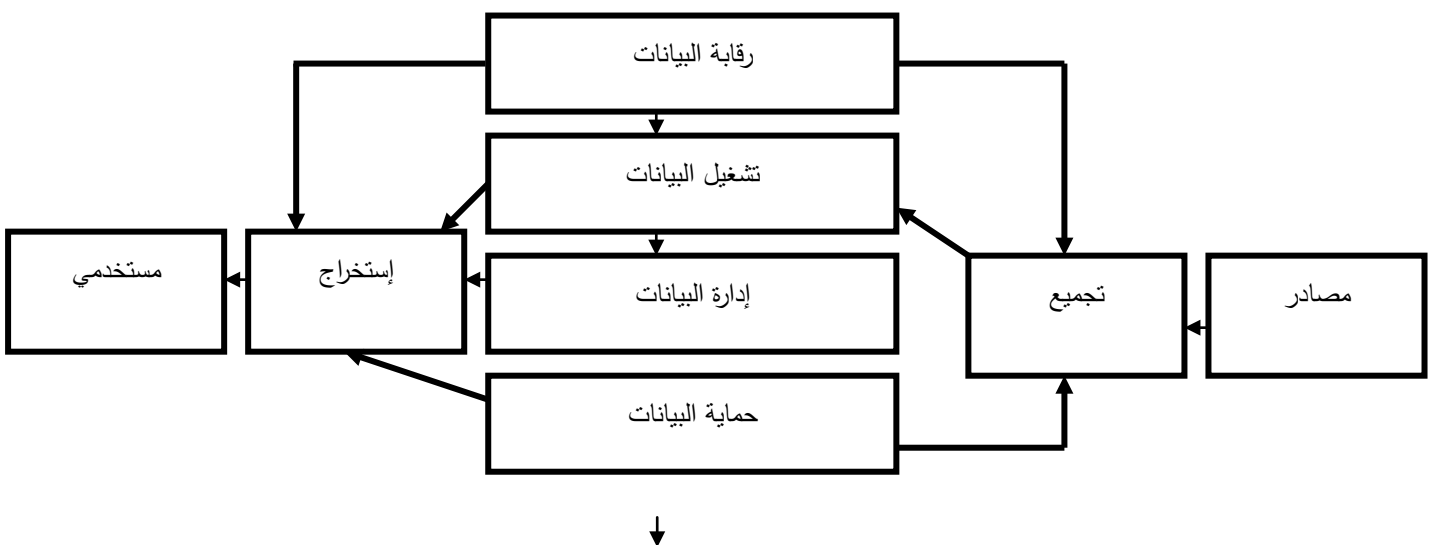 رقابة البيانات
تشغيل البيانات
مصادر
تجميع
إدارة البيانات
إستخراج
مستخدمي
حماية البيانات